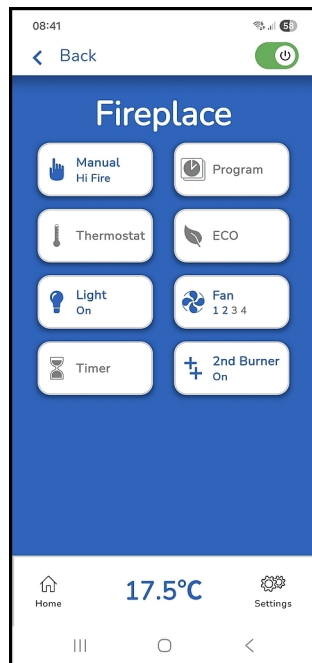 08:41
58
Back
Fireplace
Manual
Hi Fire
Program
Thermostat
ECO
Light
On
Fan
1 2 3 4
Timer
2nd Burner
On
Home
17.5°C
Settings